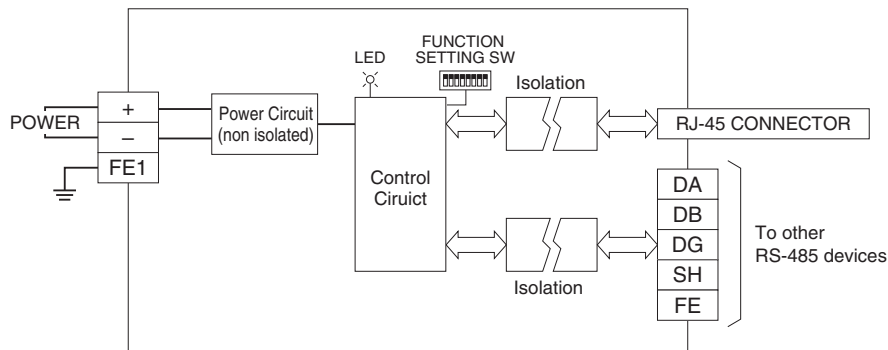 FUNCTION
SETTING SW
LED
Isolation
POWER
+
−
FE1
Power Circuit
(non isolated)
Control
Ciruict
RJ-45 CONNECTOR
DA
DB
DG
SH
FE
To other
RS-485 devices
Isolation